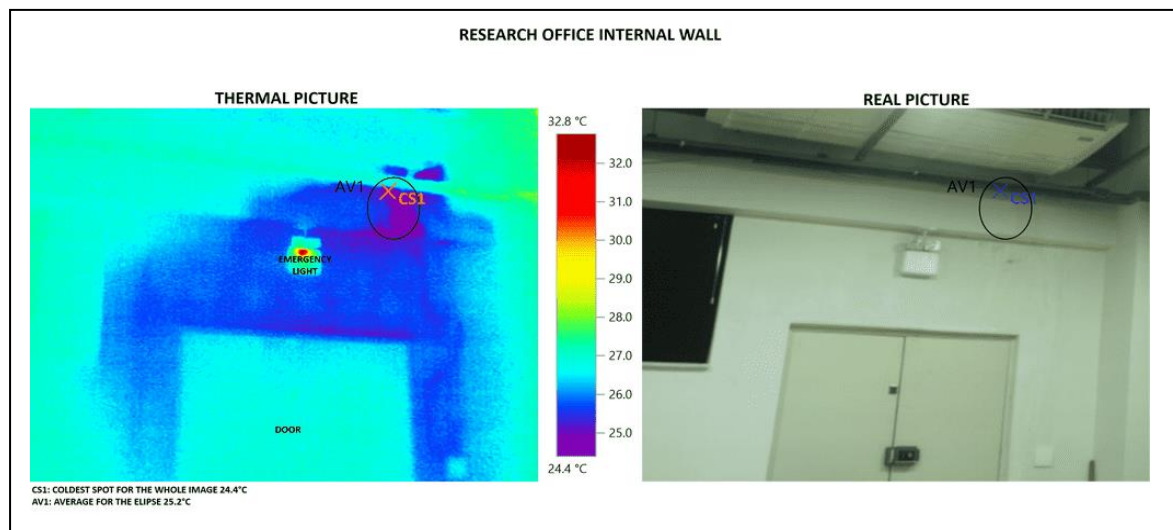 RESEARCH OFFICE INTERNAL WALL
THERMAL PICTURE
REAL PICTURE
32.8 °C
32.0
31.0
30.0
29.0
28.0
27.0
26.0
25.0
24.4 °C
AV1
CS1
EMERGENCY
LIGHT
DOOR
AV1
CS1
CS1: COLDEST SPOT FOR THE WHOLE IMAGE 24.4°C
AV1: AVERAGE FOR THE ELIPSE 25.2°C